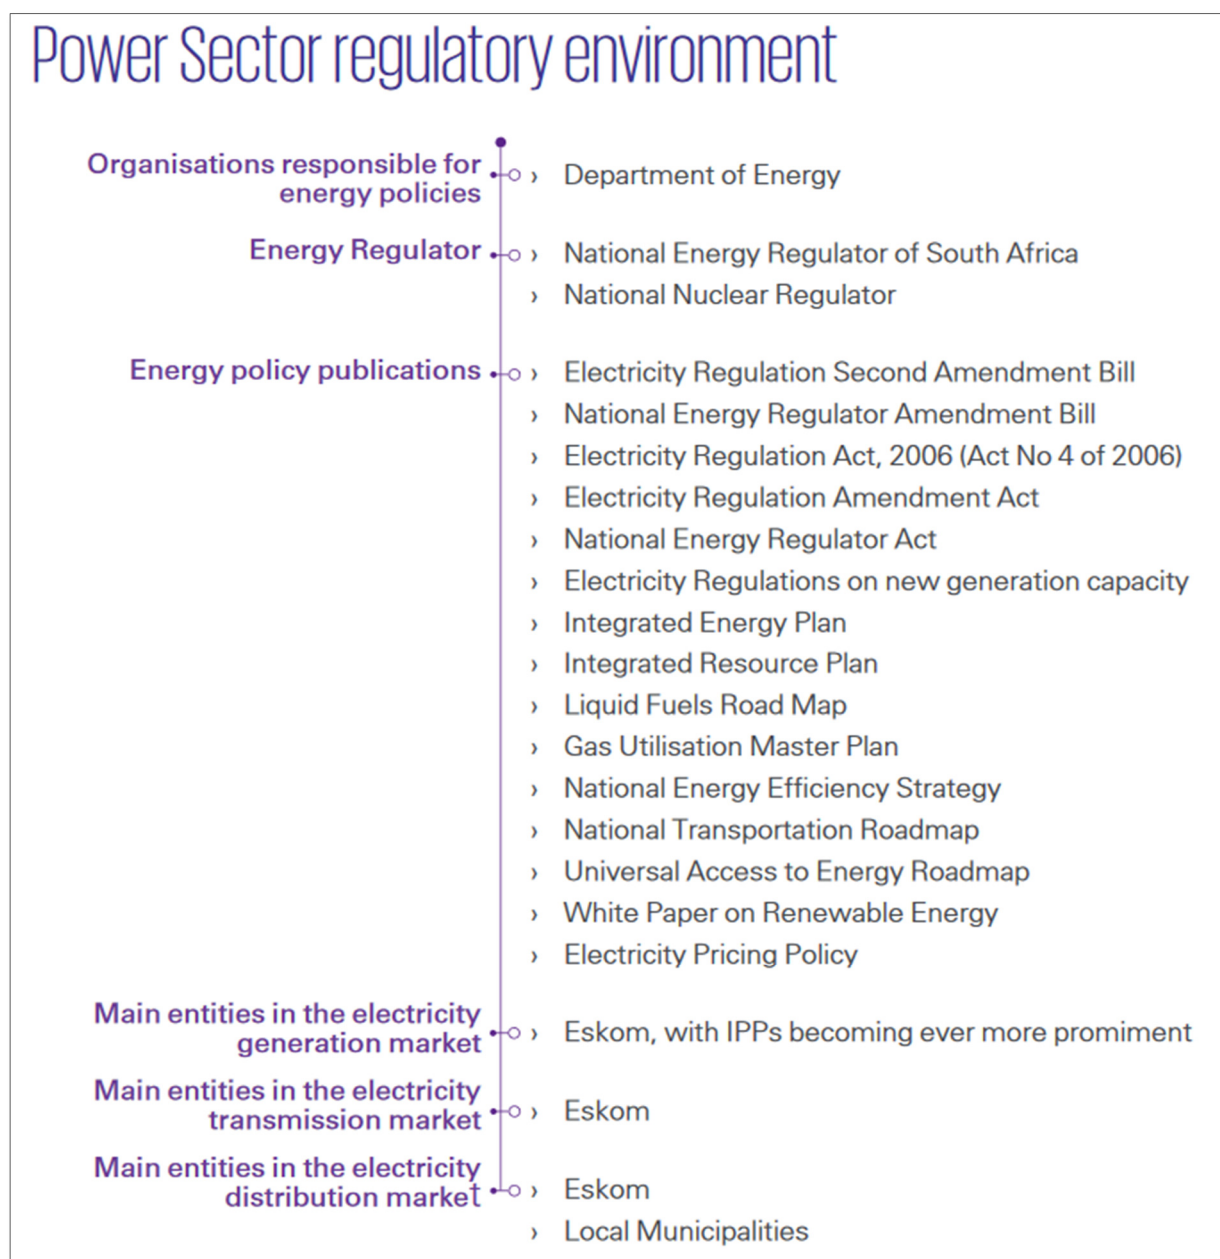 Power Sector regulatory environment
Organisations responsible for
energy policies
› Department of Energy
Energy Regulator
› National Energy Regulator of South Africa
› National Nuclear Regulator
Energy policy publications
› Electricity Regulation Second Amendment Bill
› National Energy Regulator Amendment Bill
› Electricity Regulation Act, 2006 (Act No 4 of 2006)
› Electricity Regulation Amendment Act
› National Energy Regulator Act
› Electricity Regulations on new generation capacity
› Integrated Energy Plan
› Integrated Resource Plan
› Liquid Fuels Road Map
› Gas Utilisation Master Plan
› National Energy Efficiency Strategy
› National Transportation Roadmap
› Universal Access to Energy Roadmap
› White Paper on Renewable Energy
› Electricity Pricing Policy
Main entities in the electricity
generation market
› Eskom, with IPPs becoming ever more promiment
Main entities in the electricity
transmission market
› Eskom
Main entities in the electricity
distribution market
› Eskom
› Local Municipalities